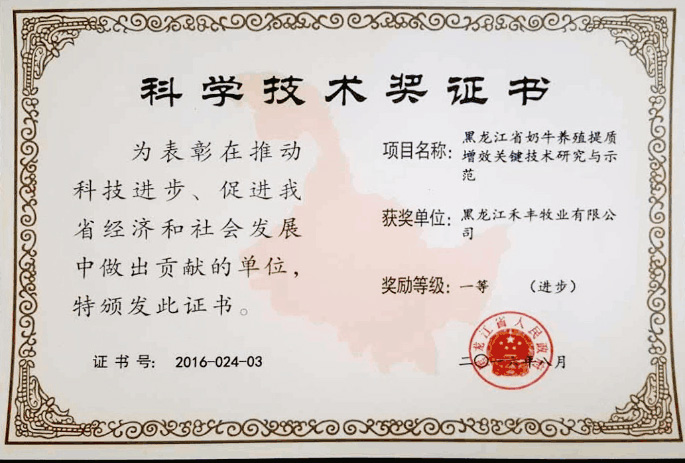 科学技术奖证书
为表彰在推动
科技进步、促进我
省经济和社会发展
中做出贡献的单位，
特颁发此证书。
证书号： 2016-024-03
项目名称： 黑龙江省奶牛养殖提质
增效关键技术研究与示
范
获奖单位： 黑龙江禾丰牧业有限公
司
奖励等级： 一等 （进步）
黑龙江省人民政府
二〇一六年八月